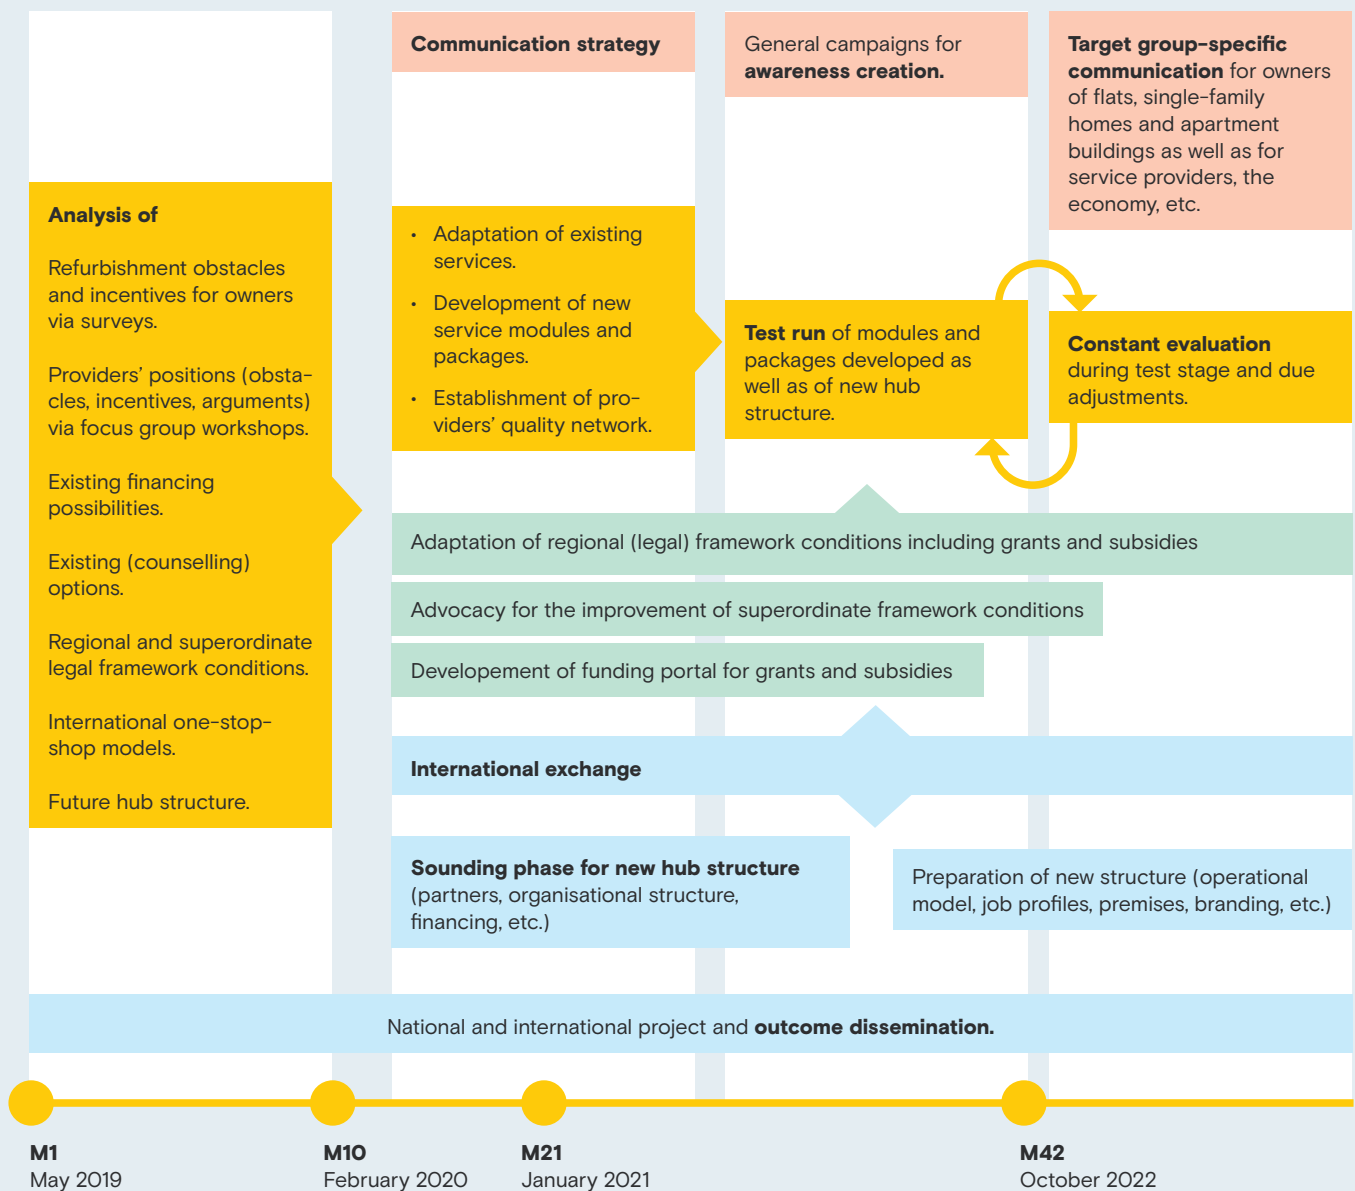 Communication strategy
General campaigns for
awareness creation.
Target group-specific
communication for owners
of flats, single-family
homes and apartment
buildings as well as for
service providers, the
economy, etc.
Analysis of
Refurbishment obstacles
and incentives for owners
via surveys.
Providers’ positions (obsta-
cles, incentives, arguments)
via focus group workshops.
Existing financing
possibilities.
Existing (counselling)
options.
Regional and superordinate
legal framework conditions.
International one-stop-
shop models.
Future hub structure.
• Adaptation of existing
services.
• Development of new
service modules and
packages.
• Establishment of pro-
viders’ quality network.
Test run of modules and
packages developed as
well as of new hub
structure.
Constant evaluation
during test stage and due
adjustments.
Adaptation of regional (legal) framework conditions including grants and subsidies
Advocacy for the improvement of superordinate framework conditions
Developement of funding portal for grants and subsidies
International exchange
Sounding phase for new hub structure
(partners, organisational structure,
financing, etc.)
Preparation of new structure (operational
model, job profiles, premises, branding, etc.)
National and international project and outcome dissemination.
M1
May 2019
M10
February 2020
M21
January 2021
M42
October 2022